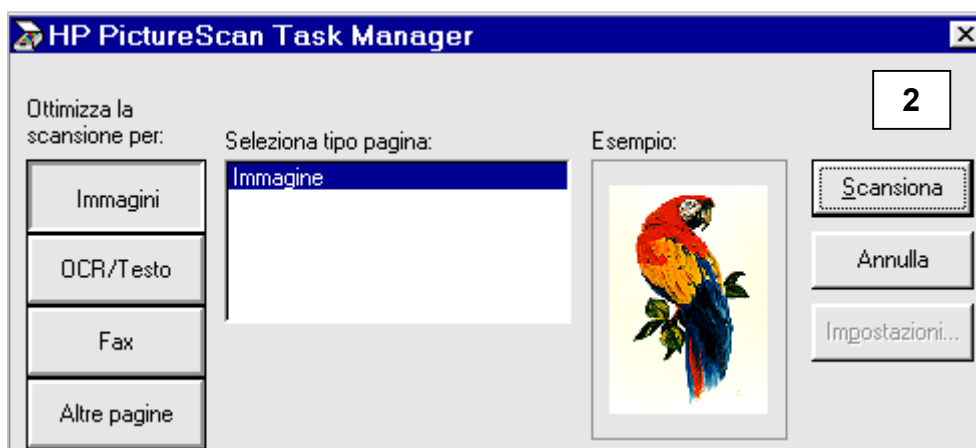 HP PictureScan Task Manager
2
Ottimizza la
scansione per:
Immagini
OCR/Testo
Fax
Altre pagine
Seleziona tipo pagina:
Immagine
Esempio:
Scansiona
Annulla
Impostazioni...